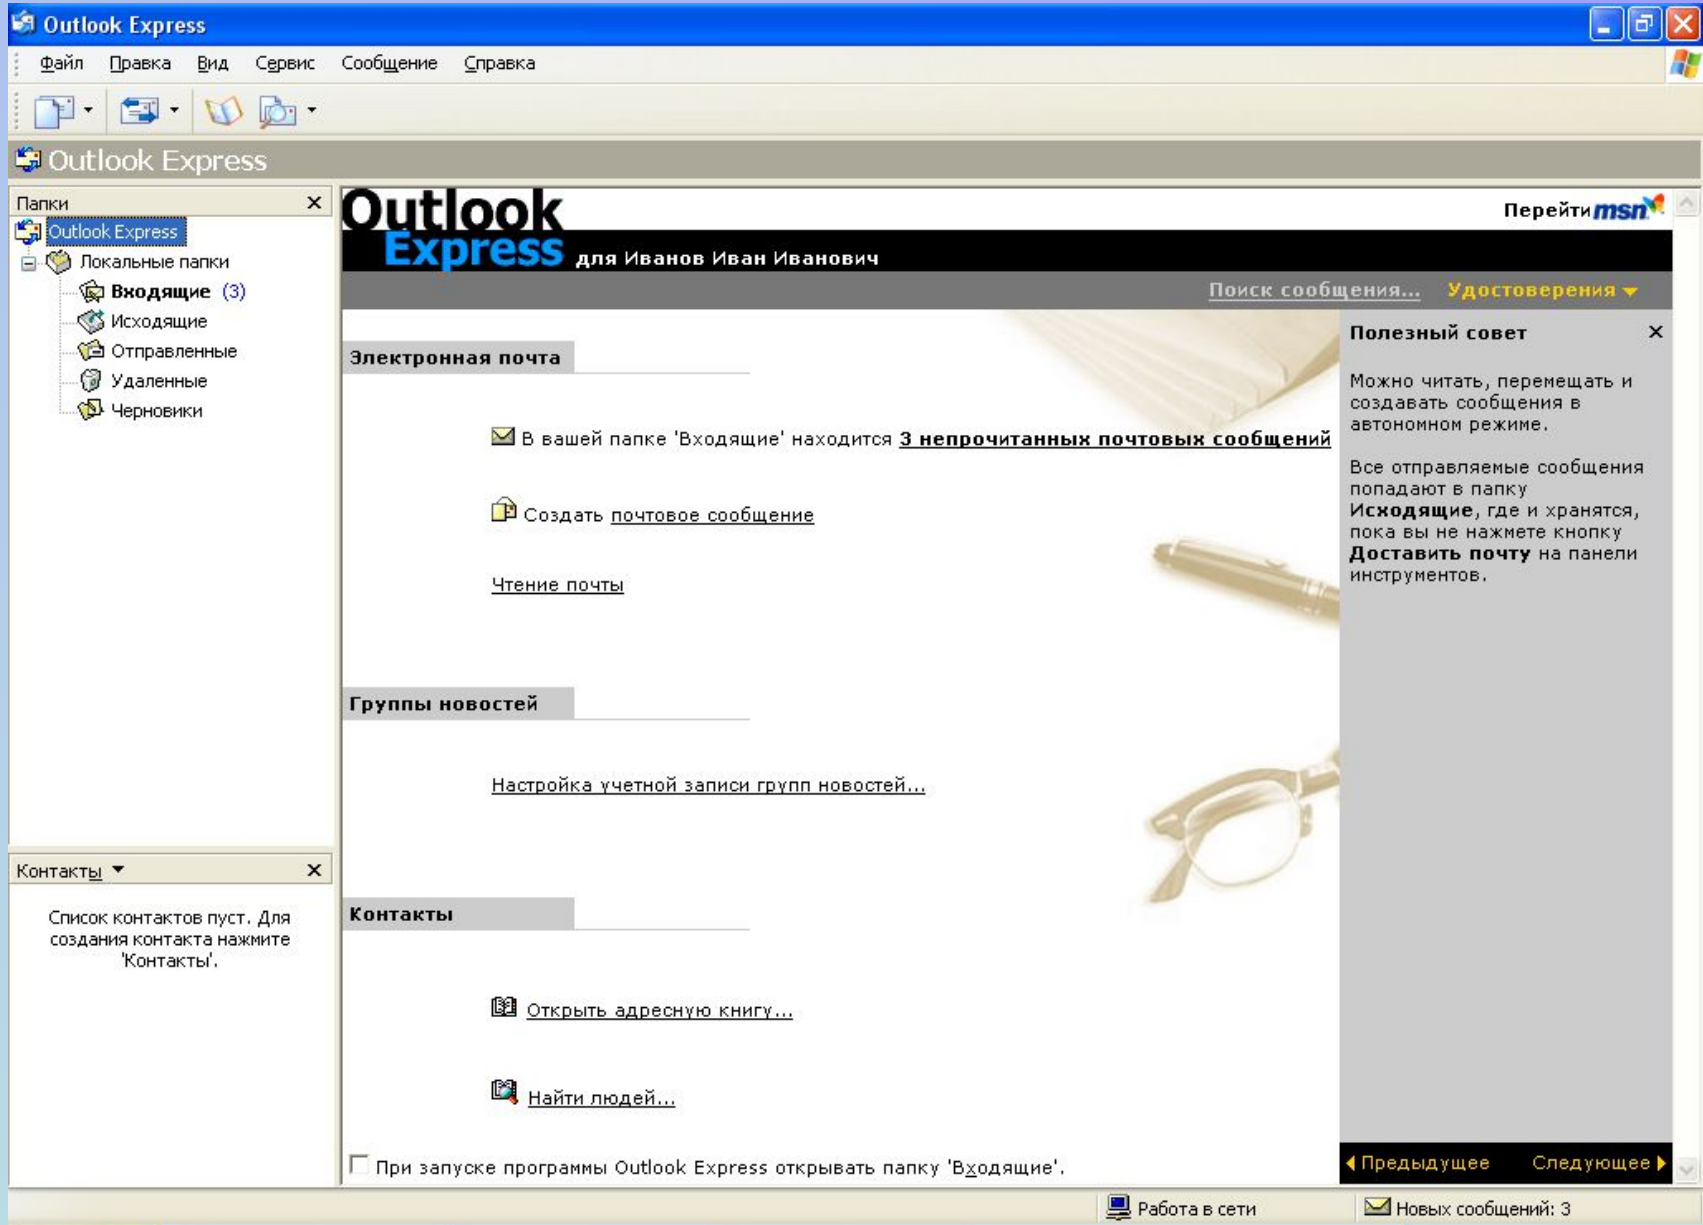 Outlook Express
Файл Правка Вид Сервис Сообщение Справка
Outlook Express
Папки
Outlook Express
Локальные папки
Входящие (3)
Исходящие
Отправленные
Удаленные
Черновики
Контакты
Список контактов пуст. Для
создания контакта нажмите
'Контакты'.
Outlook
Express для Иванов Иван Иванович
Перейти msn
Поиск сообщения... Удостоверения
Электронная почта
В вашей папке 'Входящие' находится 3 непрочитанных почтовых сообщений
Создать почтовое сообщение
Чтение почты
Группы новостей
Настройка учетной записи групп новостей...
Контакты
Открыть адресную книгу...
Найти людей...
При запуске программы Outlook Express открывать папку 'Входящие'.
Полезный совет
Можно читать, перемещать и
создавать сообщения в
автономном режиме.
Все отправляемые сообщения
попадают в папку
Исходящие, где и хранятся,
пока вы не нажмете кнопку
Доставить почту на панели
инструментов.
Предыдущее Следующее
Работа в сети Новых сообщений: 3